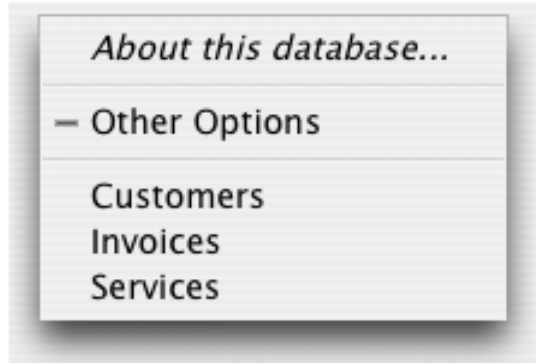 About this database...
– Other Options
Customers
Invoices
Services